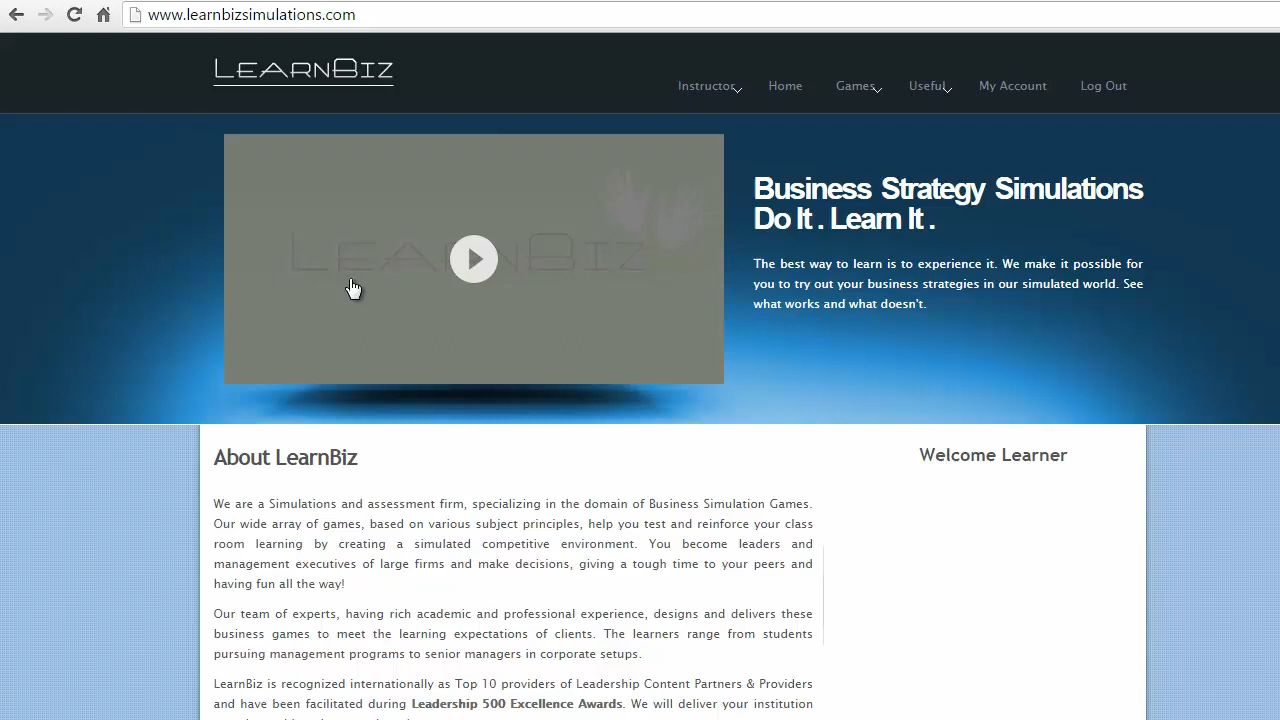 www.learnbizsimulations.com
LEARNBIZ
Instructor Home Games Useful My Account Log Out
LEARNBIZ
Business Strategy Simulations
Do It . Learn It .
The best way to learn is to experience it. We make it possible for
you to try out your business strategies in our simulated world. See
what works and what doesn't.
About LearnBiz
Welcome Learner
We are a Simulations and assessment firm, specializing in the domain of Business Simulation Games.
Our wide array of games, based on various subject principles, help you test and reinforce your class
room learning by creating a simulated competitive environment. You become leaders and
management executives of large firms and make decisions, giving a tough time to your peers and
having fun all the way!
Our team of experts, having rich academic and professional experience, designs and delivers these
business games to meet the learning expectations of clients. The learners range from students
pursuing management programs to senior managers in corporate setups.
LearnBiz is recognized internationally as Top 10 providers of Leadership Content Partners & Providers
and have been facilitated during Leadership 500 Excellence Awards. We will deliver your institution